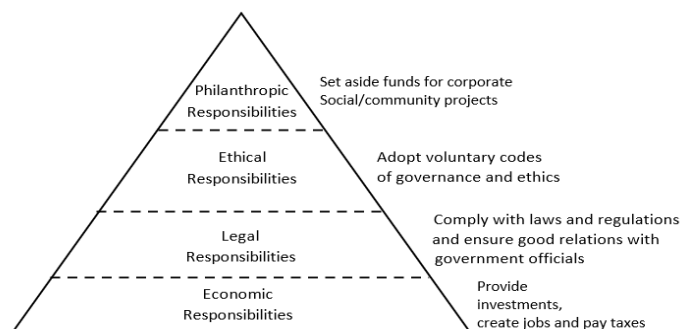 Philanthropic
Responsibilities
Set aside funds for corporate
Social/community projects
Ethical
Responsibilities
Adopt voluntary codes
of governance and ethics
Legal
Responsibilities
Comply with laws and regulations
and ensure good relations with
government officials
Economic
Responsibilities
Provide
investments,
create jobs and pay taxes